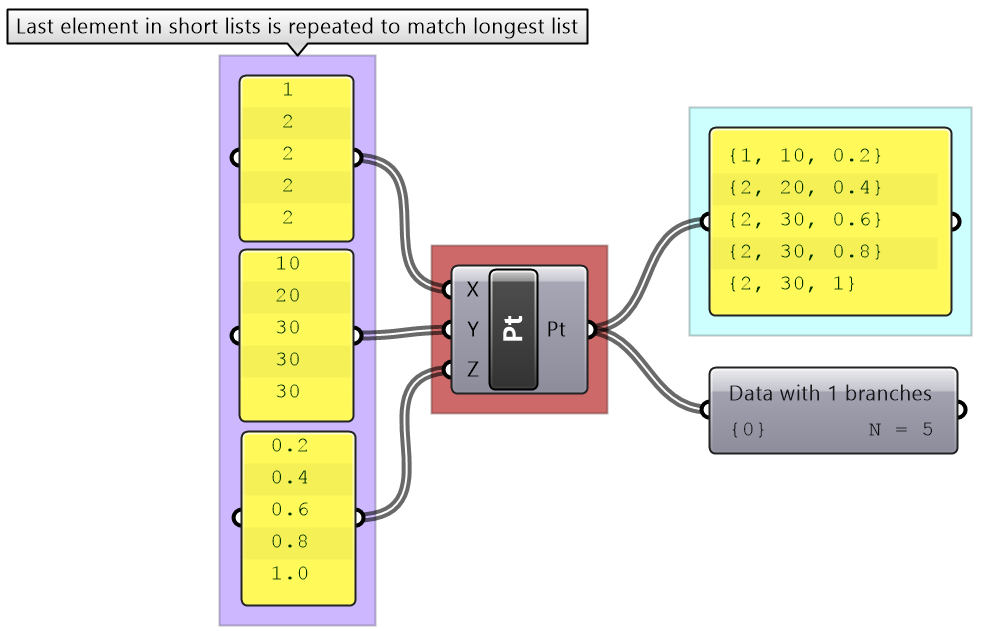 Last element in short lists is repeated to match longest list
1
2
2
2
2
10
20
30
30
30
0.2
0.4
0.6
0.8
1.0
X
Y
Z
Pt
Pt
{1, 10, 0.2}
{2, 20, 0.4}
{2, 30, 0.6}
{2, 30, 0.8}
{2, 30, 1}
Data with 1 branches
{0} N = 5